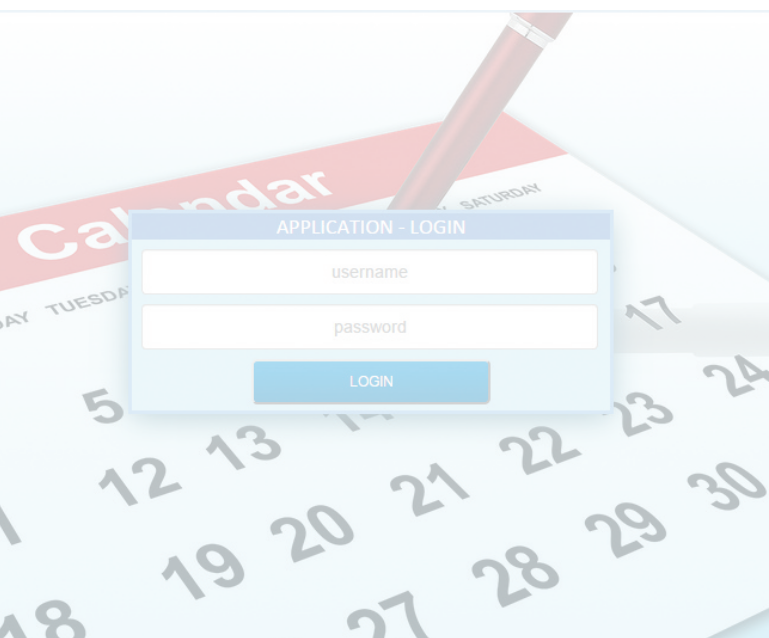 Calendar
SATURDAY
TUESDAY
APPLICATION - LOGIN
username
password
LOGIN
17
5
23 24
12 13 14
21 22
29 30
19 20
28
18
27